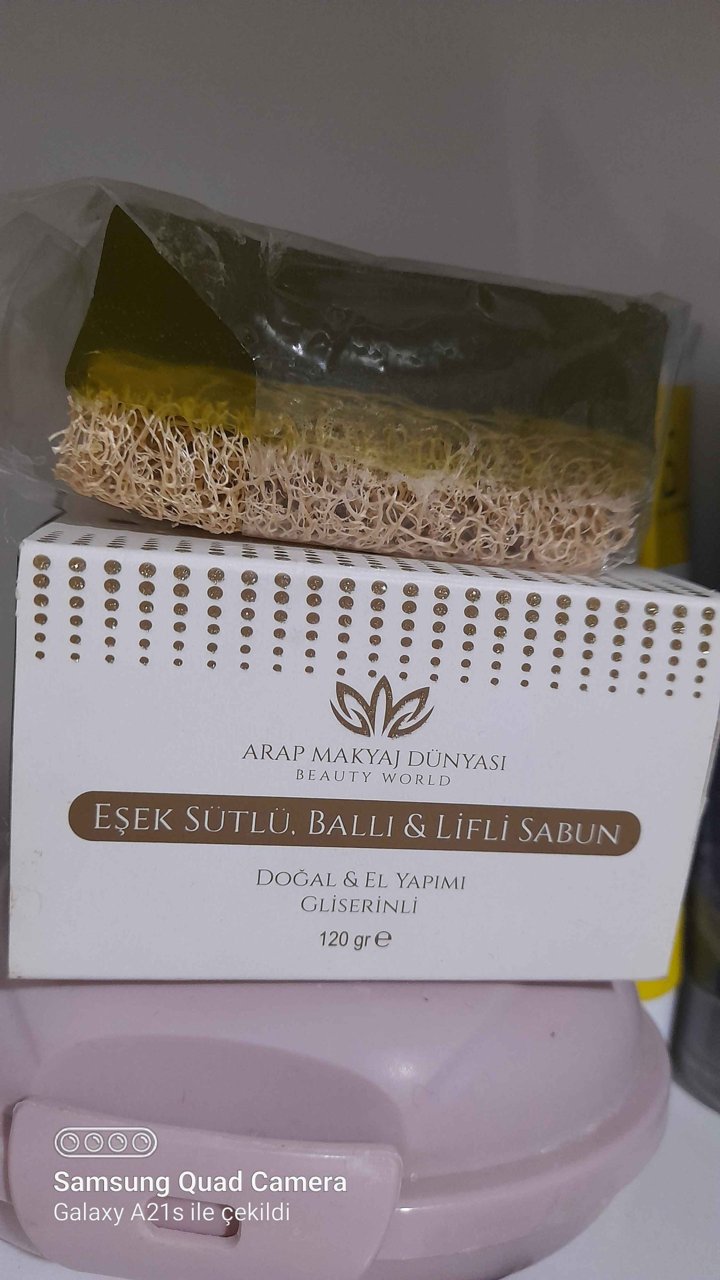 ARAP MAKYAJ DÜNYASI
BEAUTY WORLD
EŞEK SÜTLÜ, BALLI & LİFLİ SABUN
DOĞAL & EL YAPIMI
GLİSERİNLİ
120 gr ℮
Samsung Quad Camera
Galaxy A21s ile çekildi